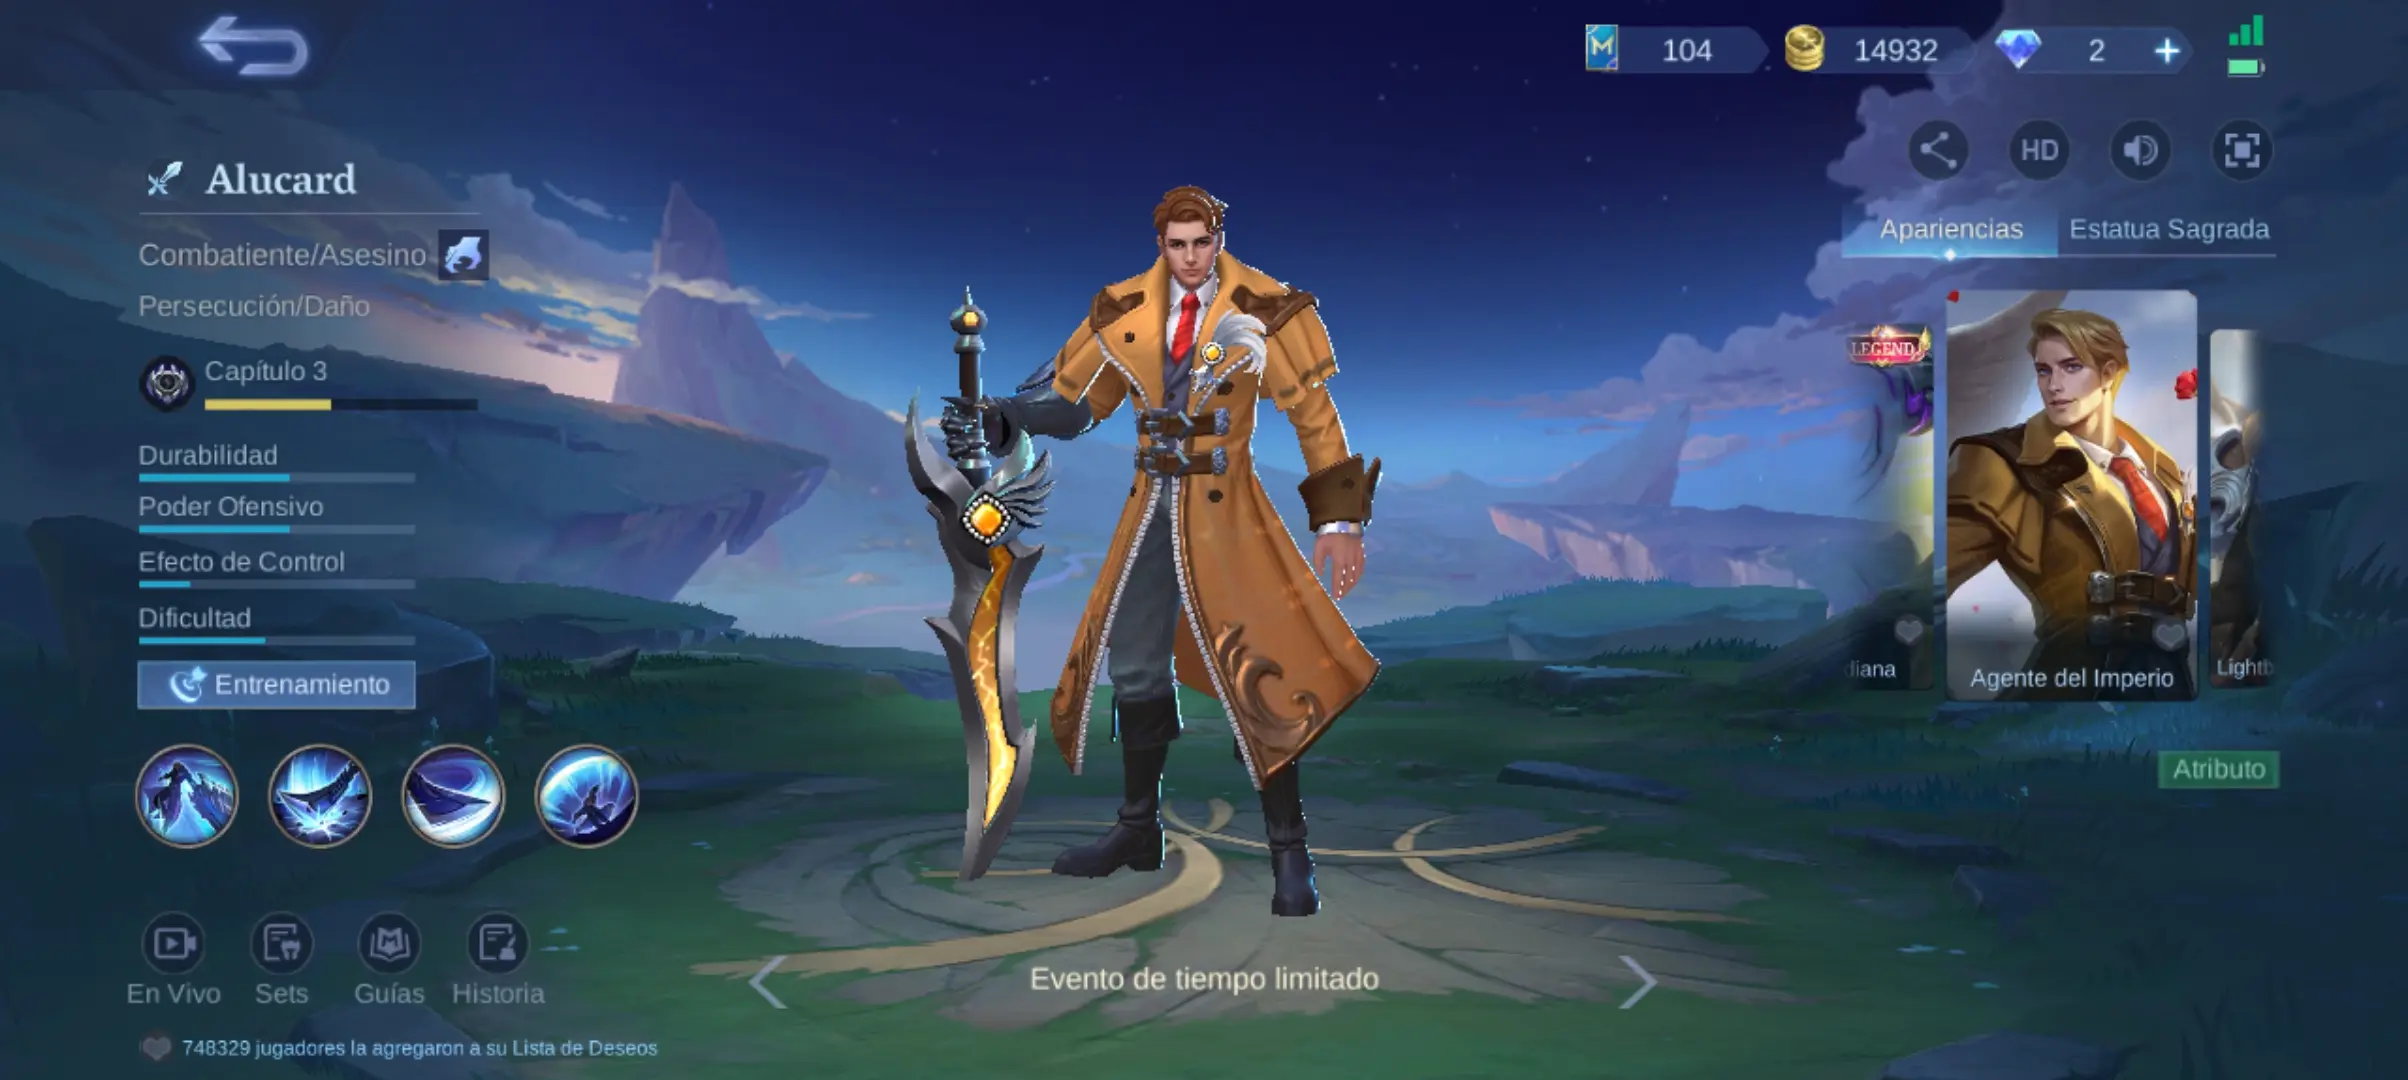 104
14932
2
HD
Alucard
Combatiente/Asesino
Persecución/Daño
Capítulo 3
Durabilidad
Poder Ofensivo
Efecto de Control
Dificultad
Entrenamiento
En Vivo
Sets
Guías
Historia
748329 jugadores la agregaron a su Lista de Deseos
Evento de tiempo limitado
Apariencias
Estatua Sagrada
LEGEND
diana
Agente del Imperio
Lightb
Atributo